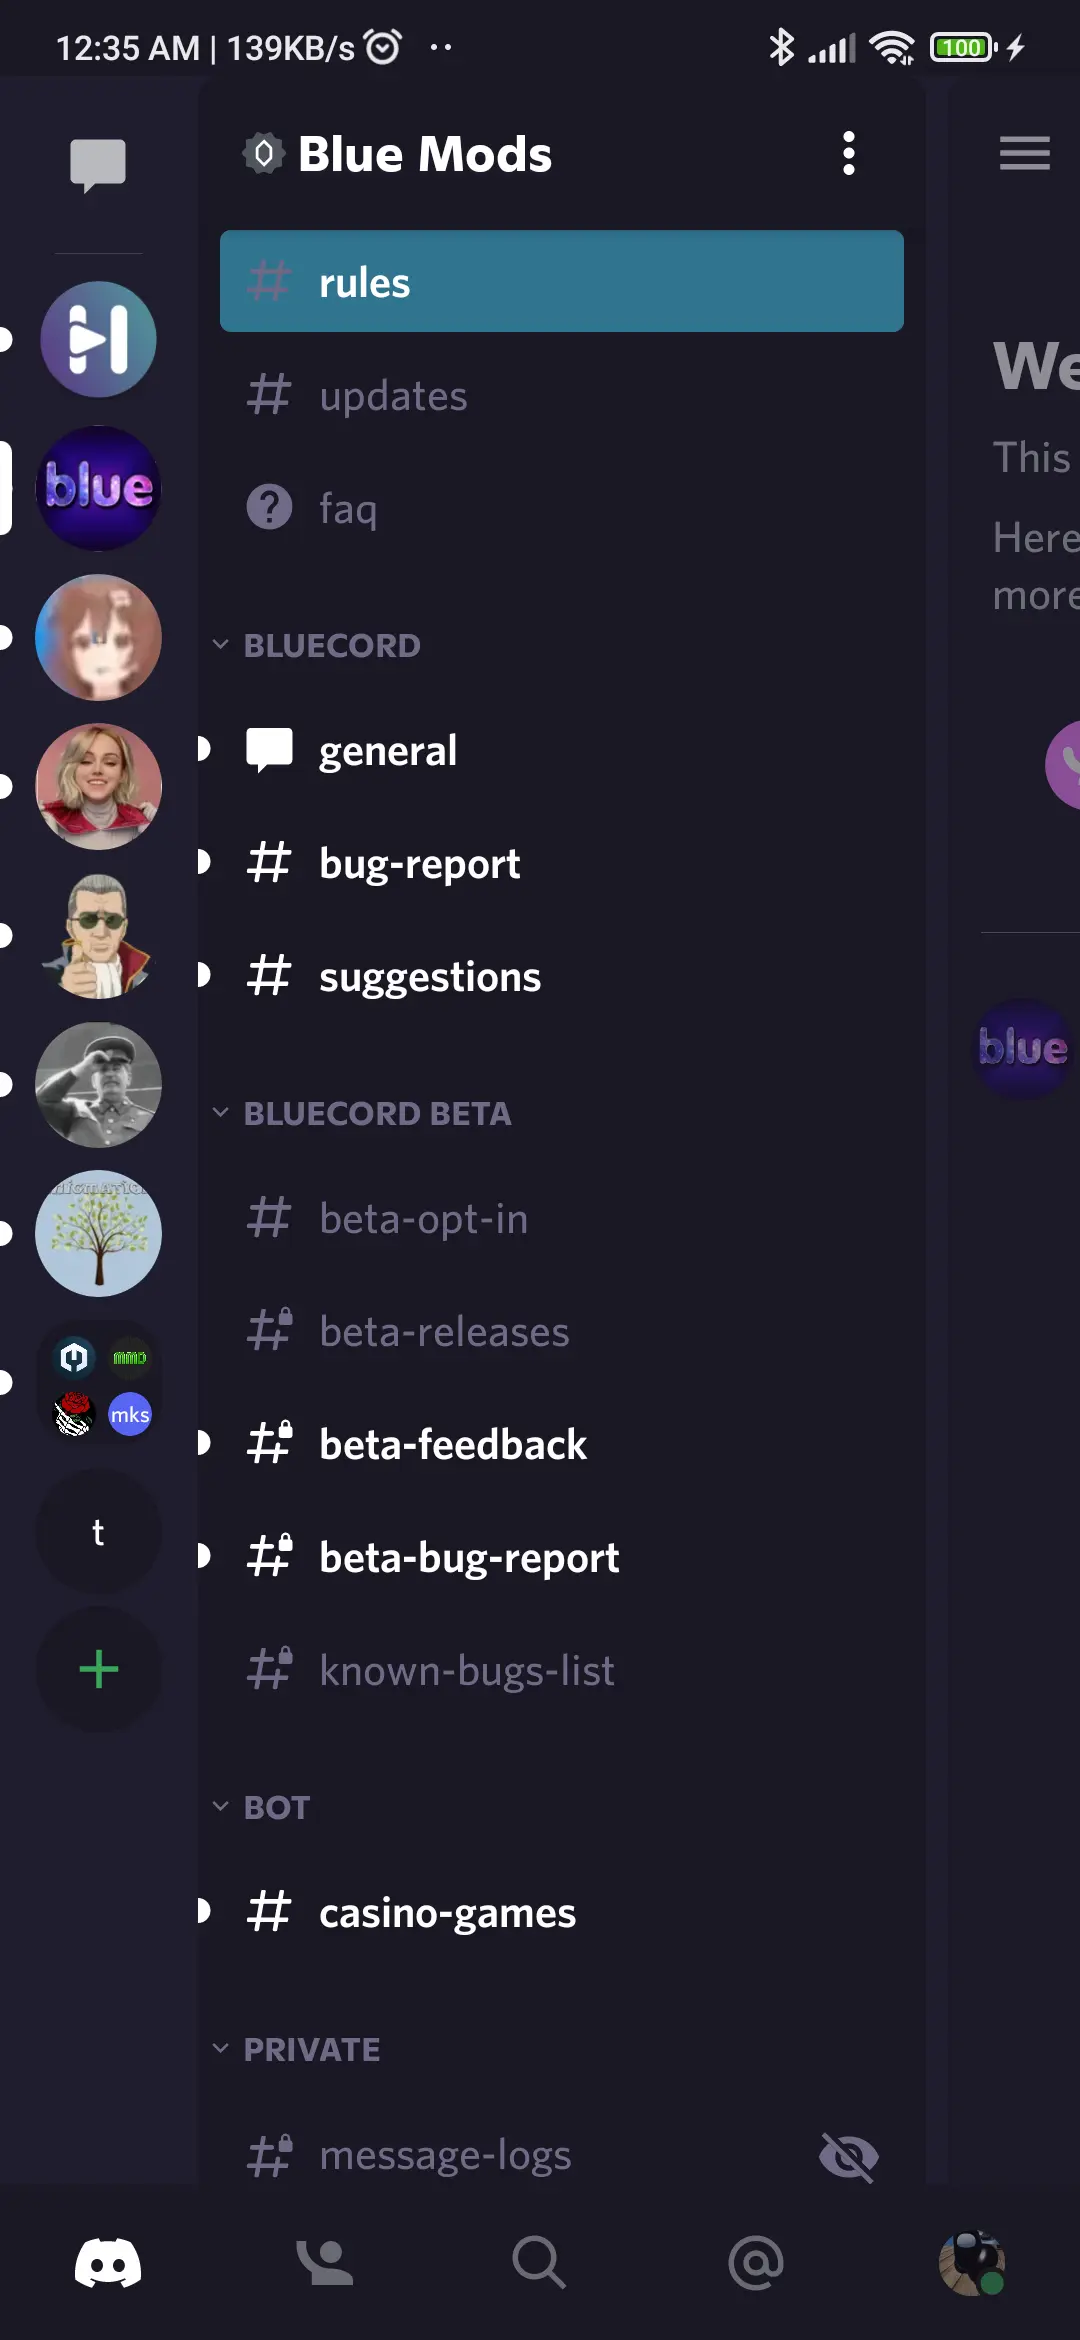 12:35 AM | 139KB/s
100
Blue Mods
rules
We
updates
This
blue
faq
Here
more
BLUECORD
general
bug-report
suggestions
blue
BLUECORD BETA
beta-opt-in
beta-releases
MMD
mks
beta-feedback
t
beta-bug-report
known-bugs-list
BOT
casino-games
PRIVATE
message-logs